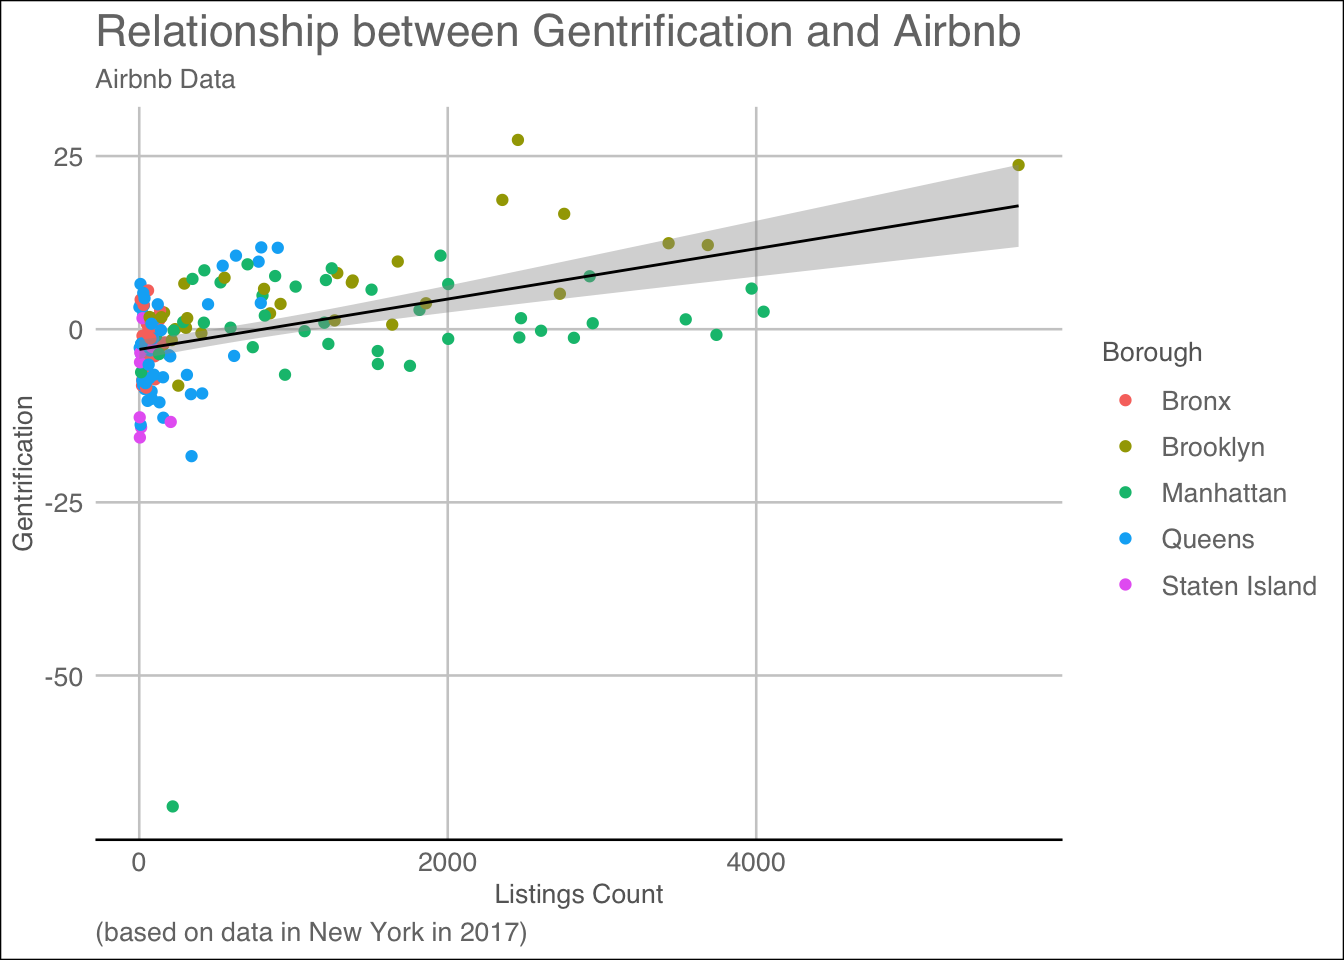 Relationship between Gentrification and Airbnb
Airbnb Data
25
0
-25
-50
Gentrification
0 2000 4000
Listings Count
(based on data in New York in 2017)
Borough
Bronx
Brooklyn
Manhattan
Queens
Staten Island